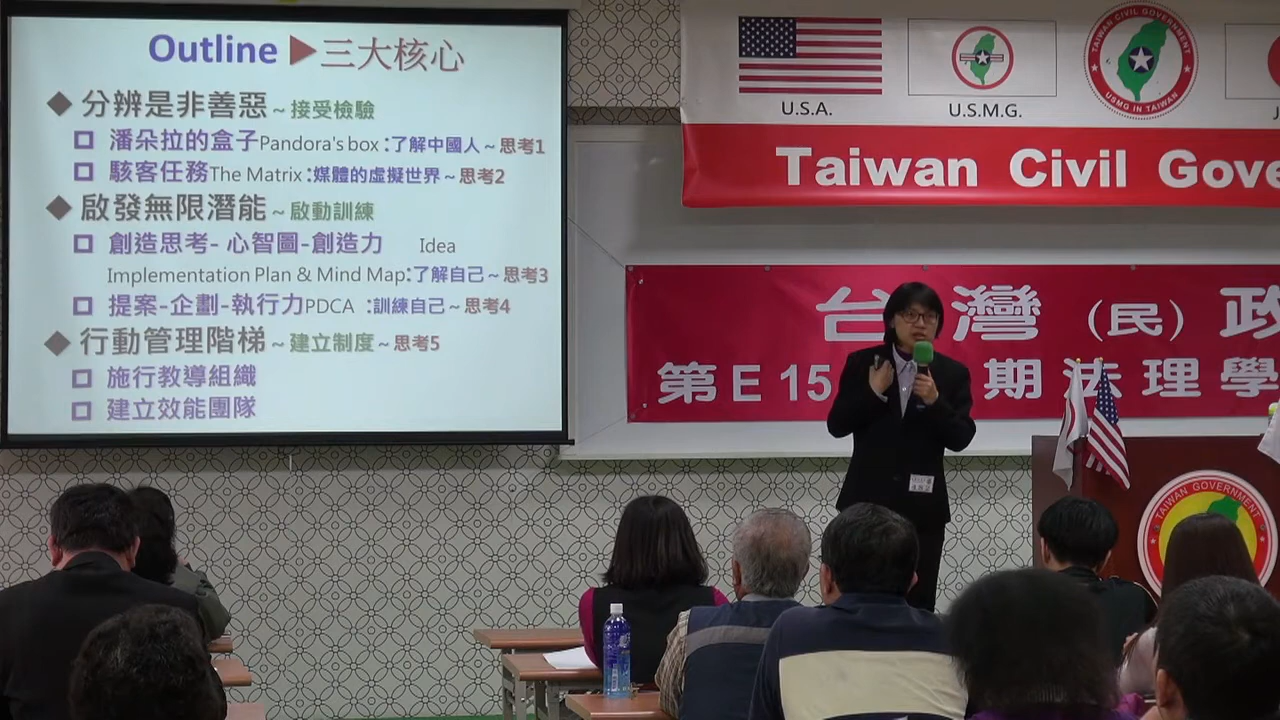 Outline ▶三大核心
◆ 分辨是非善惡~接受檢驗
潘朵拉的盒子Pandora's box :了解中國人~思考1
駭客任務The Matrix :媒體的虛擬世界~思考2
◆ 啟發無限潛能~啟動訓練
創造思考- 心智圖-創造力 Idea
Implementation Plan & Mind Map:了解自己~思考3
提案-企劃-執行力PDCA :訓練自己~思考4
◆ 行動管理階梯~建立制度~思考5
施行教導組織
建立效能團隊
U.S.A.
U.S.M.G.
TAIWAN CIVIL GOVERNMENT
USMG IN TAIWAN
Taiwan Civil Gove
台灣（民）政
第E15 期法理學
TAIWAN GOVERNMENT